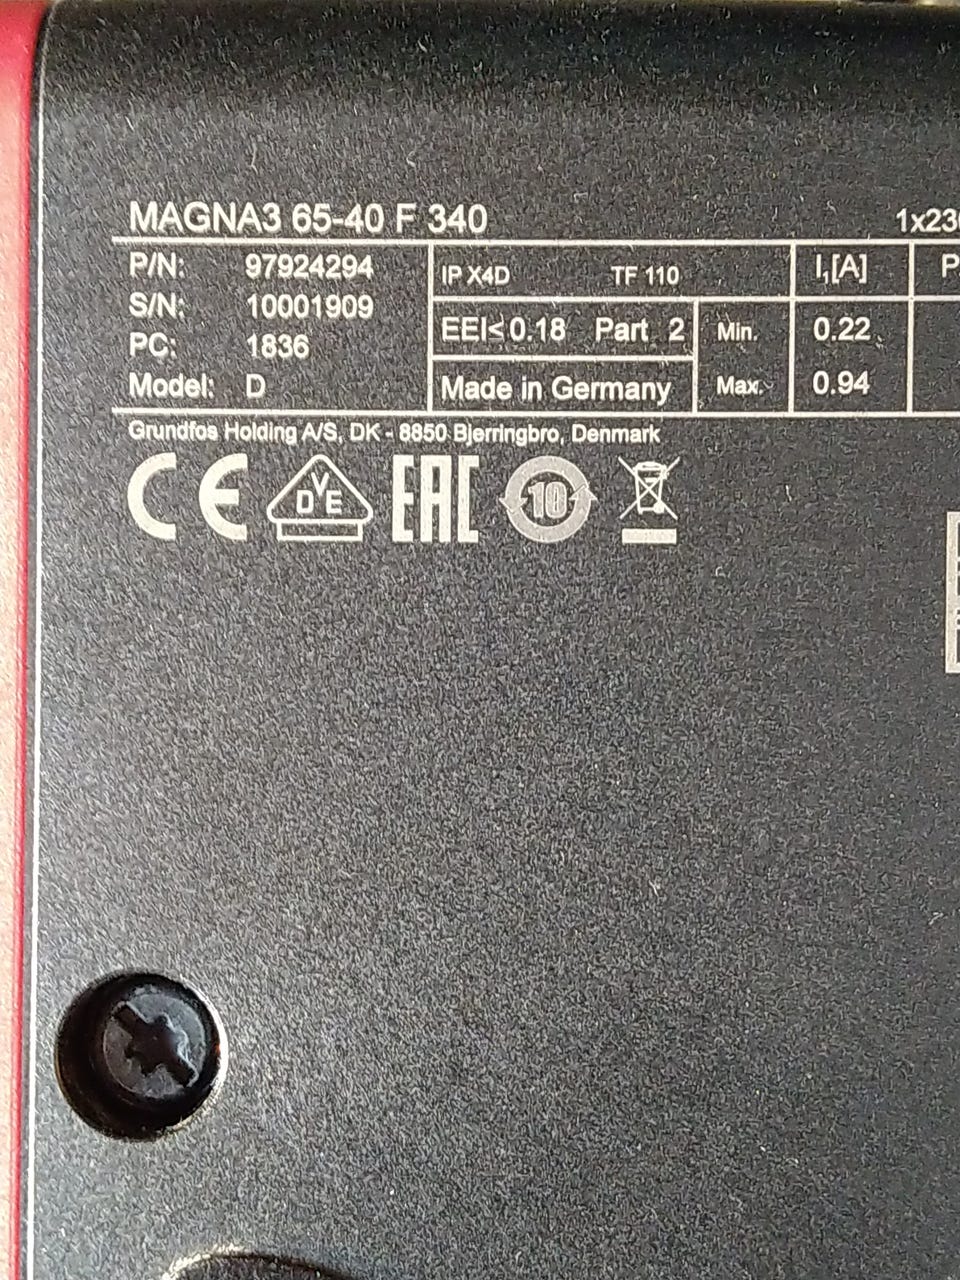 MAGNA3 65-40 F 340 1x230
P/N: 97924294 IP X4D TF 110 I₁[A] P
S/N: 10001909
EEI≤0.18 Part 2 Min. 0.22
PC: 1836
Model: D Made in Germany Max. 0.94
Grundfos Holding A/S, DK - 8850 Bjerringbro, Denmark
CE DVE EAC 10